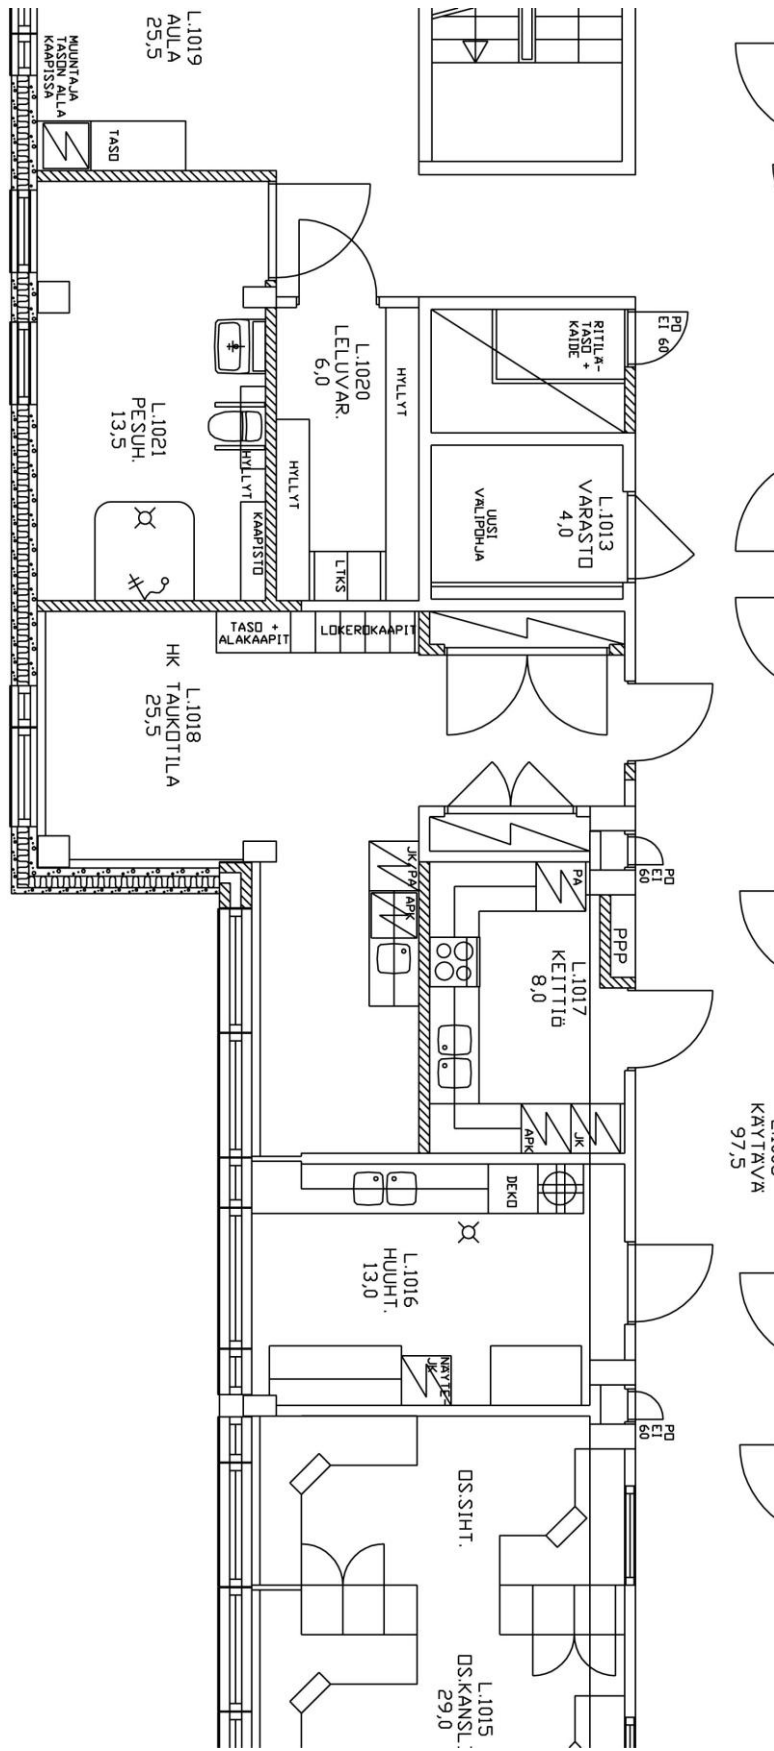 L.1019
AULA
25,5
MUUNTAJA
TASON ALLA
KAAPISSA
TASO
PO
EI 60
RITILÄ-
TASO +
KAIDE
L.1020
LELUVAR.
6,0
HYLLYT
L.1021
PESUH.
13,5
HYLLYT
HYLLYT
KAAPISTO
LTKS
UUSI
VÄLIPOHJA
L.1013
VARASTO
4,0
TASO +
ALAKAAPIT
LOKEROKAAPIT
L.1018
HK TAUKOTILA
25,5
JK/PA
APK
PA
PO
EI
60
PPP
L.1017
KEITTIÖ
8,0
APK
JK
KÄYTÄVÄ
97,5
DEKO
L.1016
HUUHT.
13,0
NÄYTE-
JK
PO
EI
60
OS.SIHT.
L.1015
OS.KANSL.
29,0